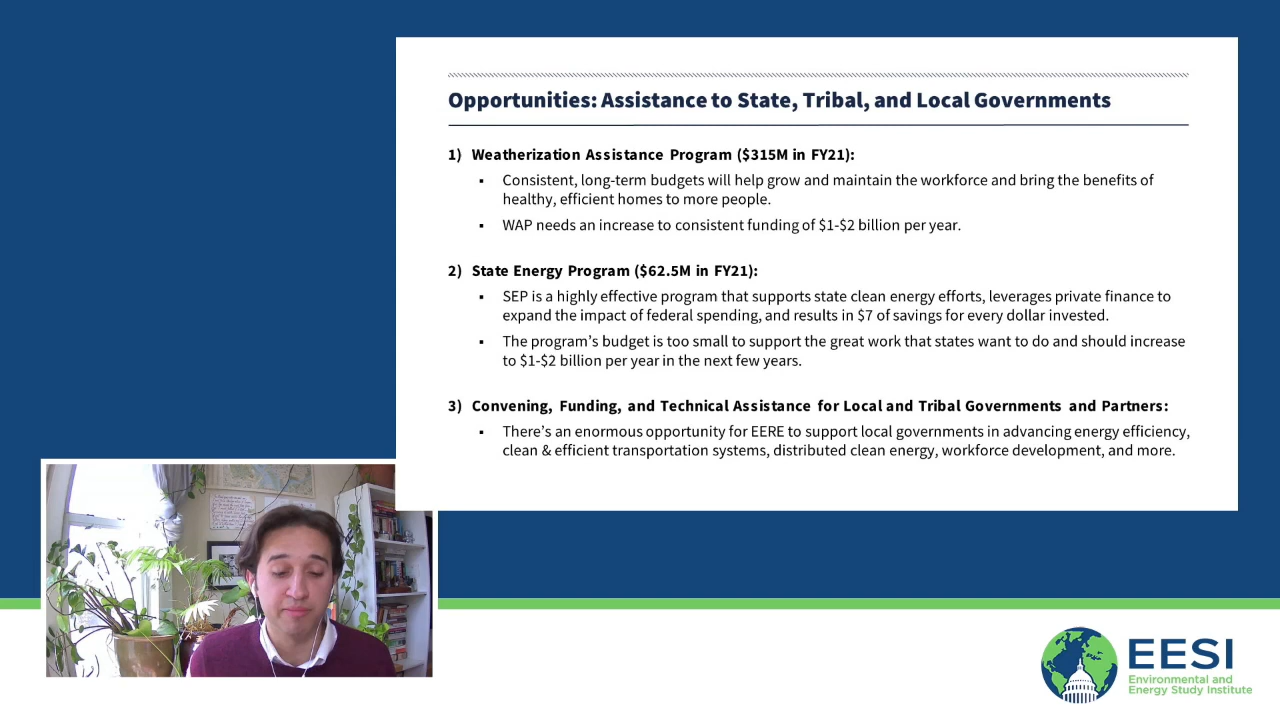 Opportunities: Assistance to State, Tribal, and Local Governments
1) Weatherization Assistance Program ($315M in FY21):
▪ Consistent, long-term budgets will help grow and maintain the workforce and bring the benefits of
healthy, efficient homes to more people.
▪ WAP needs an increase to consistent funding of $1-$2 billion per year.
2) State Energy Program ($62.5M in FY21):
▪ SEP is a highly effective program that supports state clean energy efforts, leverages private finance to
expand the impact of federal spending, and results in $7 of savings for every dollar invested.
▪ The program’s budget is too small to support the great work that states want to do and should increase
to $1-$2 billion per year in the next few years.
3) Convening, Funding, and Technical Assistance for Local and Tribal Governments and Partners:
▪ There’s an enormous opportunity for EERE to support local governments in advancing energy efficiency,
clean & efficient transportation systems, distributed clean energy, workforce development, and more.
EESI
Environmental and
Energy Study Institute